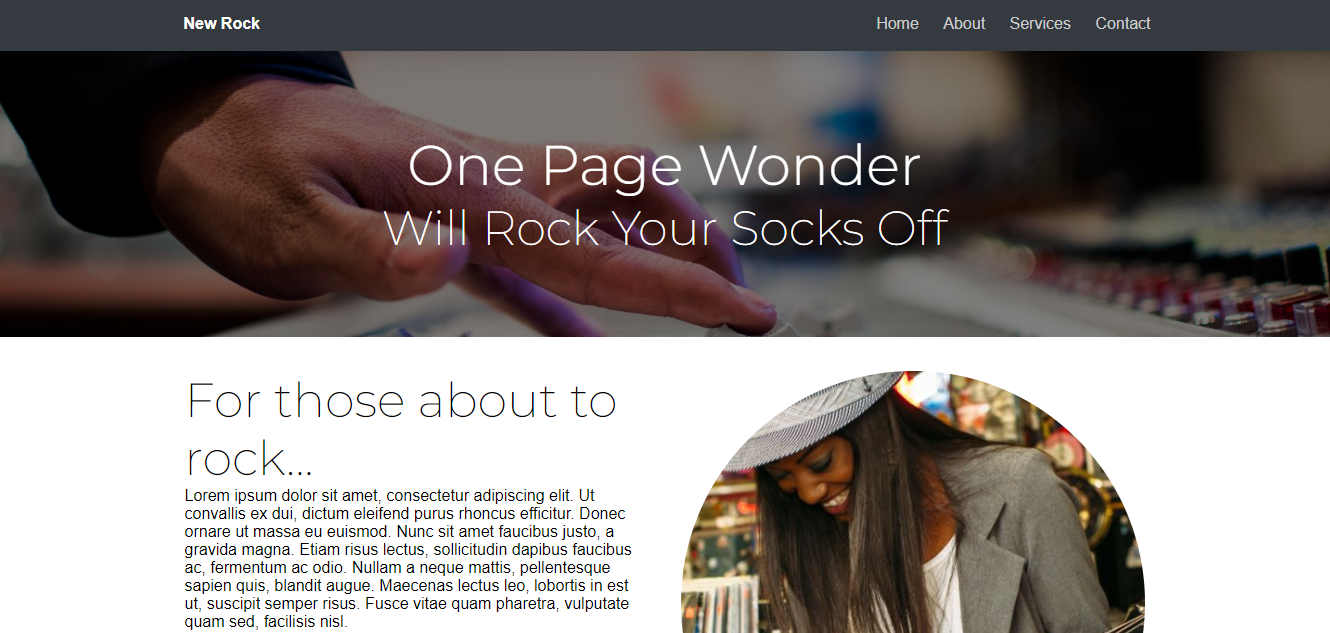 New Rock
Home About Services Contact
One Page Wonder
Will Rock Your Socks Off
For those about to
rock...
Lorem ipsum dolor sit amet, consectetur adipiscing elit. Ut
convallis ex dui, dictum eleifend purus rhoncus efficitur. Donec
ornare ut massa eu euismod. Nunc sit amet faucibus justo, a
gravida magna. Etiam risus lectus, sollicitudin dapibus faucibus
ac, fermentum ac odio. Nullam a neque mattis, pellentesque
sapien quis, blandit augue. Maecenas lectus leo, lobortis in est
ut, suscipit semper risus. Fusce vitae quam pharetra, vulputate
quam sed, facilisis nisl.